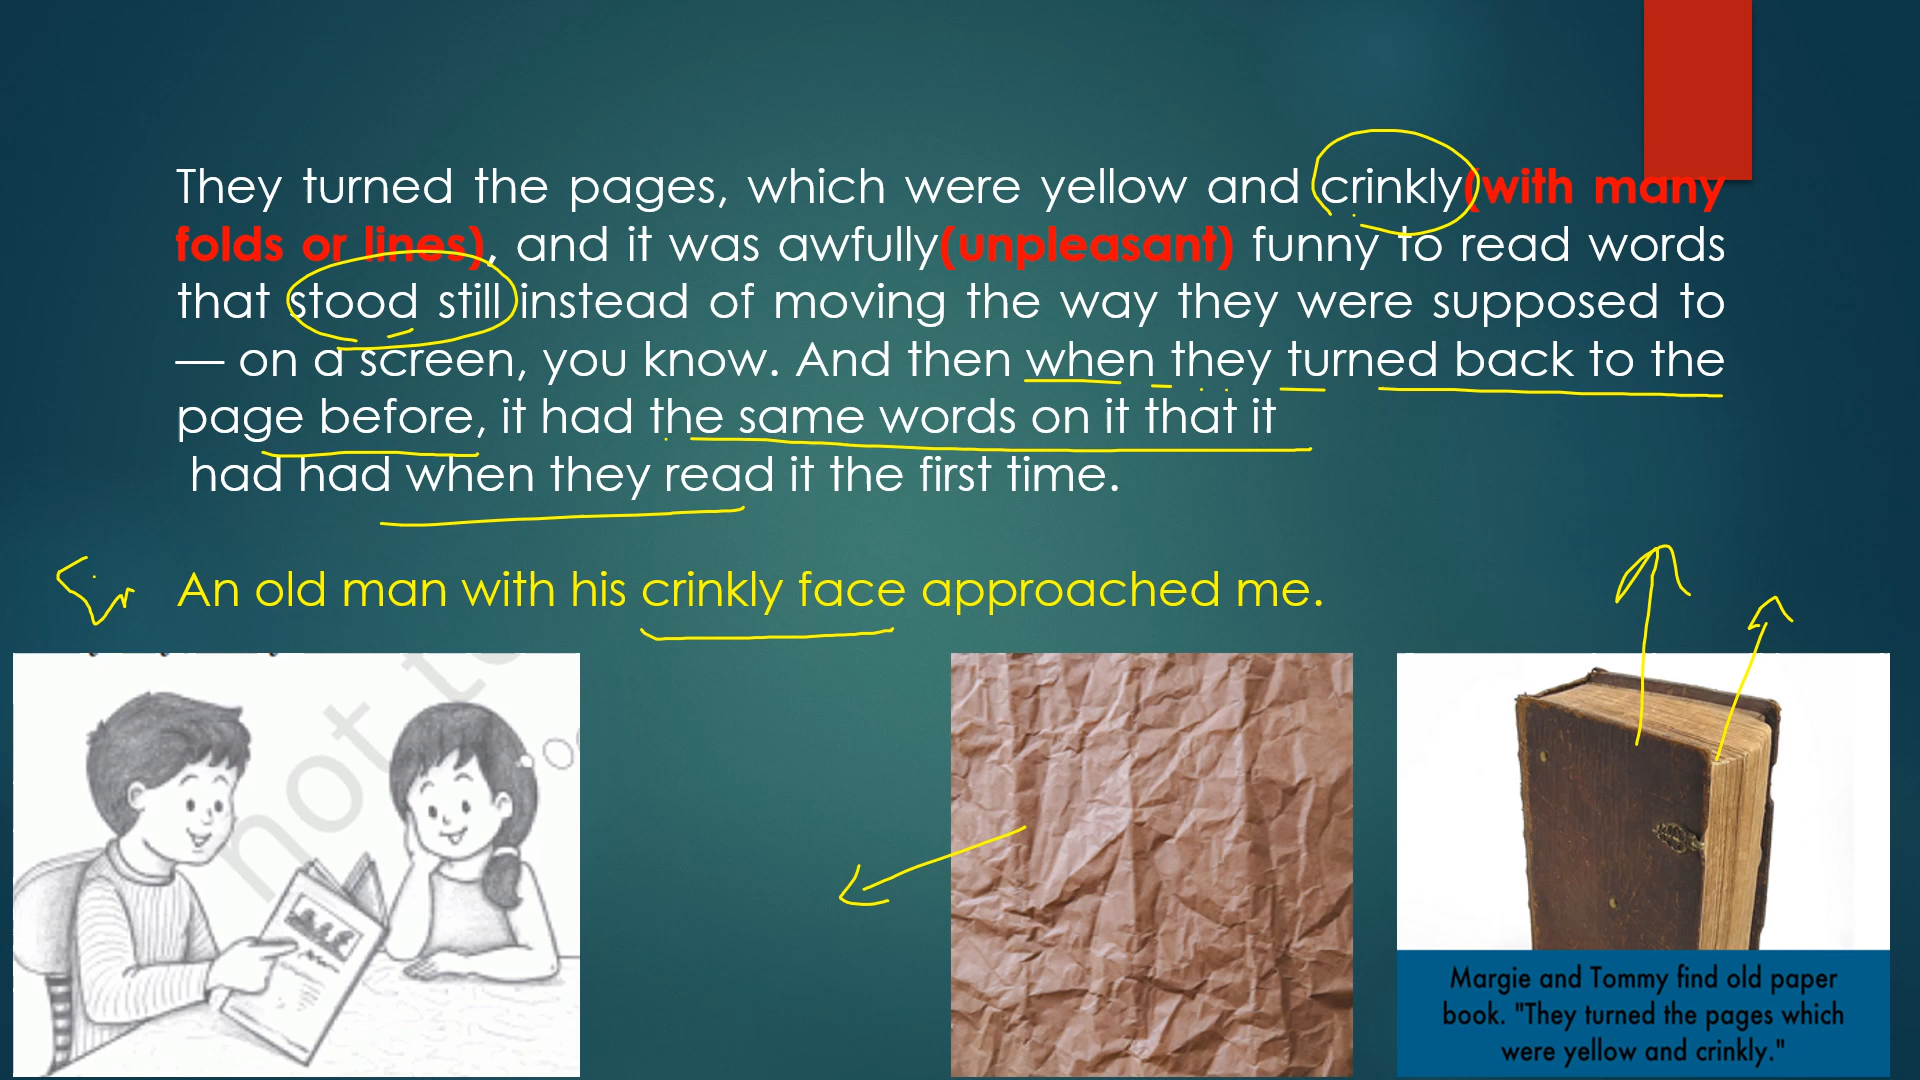 They turned the pages, which were yellow and crinkly(with many
folds or lines), and it was awfully(unpleasant) funny to read words
that stood still instead of moving the way they were supposed to
— on a screen, you know. And then when they turned back to the
page before, it had the same words on it that it
had had when they read it the first time.
An old man with his crinkly face approached me.
not to
Margie and Tommy find old paper
book. "They turned the pages which
were yellow and crinkly."